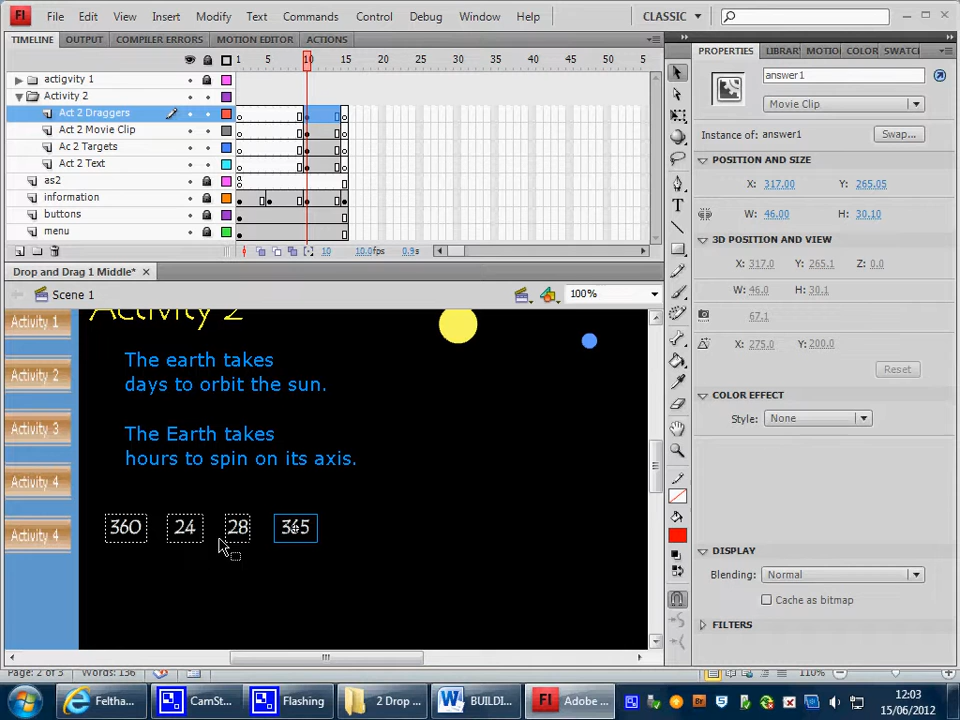 Fl File Edit View Insert Modify Text Commands Control Debug Window Help CLASSIC
TIMELINE OUTPUT COMPILER ERRORS MOTION EDITOR ACTIONS
1 5 10 15 20 25 30 35 40 45 50 5
actigvity 1
Activity 2
Act 2 Draggers
Act 2 Movie Clip
Ac 2 Targets
Act 2 Text
as2
information
buttons
menu
10 10.0fps 0.9s
Drop and Drag 1 Middle*
Scene 1
100%
Activity 2
Activity 1
Activity 2
Activity 3
Activity 4
Activity 4
The earth takes
days to orbit the sun.
The Earth takes
hours to spin on its axis.
360 24 28 365
PROPERTIES LIBRAR MOTIO COLOR SWATC
answer1
Movie Clip
Instance of: answer1
Swap...
POSITION AND SIZE
X: 317.00 Y: 265.05
W: 46.00 H: 30.10
3D POSITION AND VIEW
X: 317.0 Y: 265.1 Z: 0.0
W: 46.0 H: 30.1
67.1
X: 275.0 Y: 200.0
Reset
COLOR EFFECT
Style: None
DISPLAY
Blending: Normal
Cache as bitmap
FILTERS
Page: 2 of 3 Words: 136 110%
Feltha... CamSt... Flashing 2 Drop ... BUILDI... Adobe ...
12:03
15/06/2012